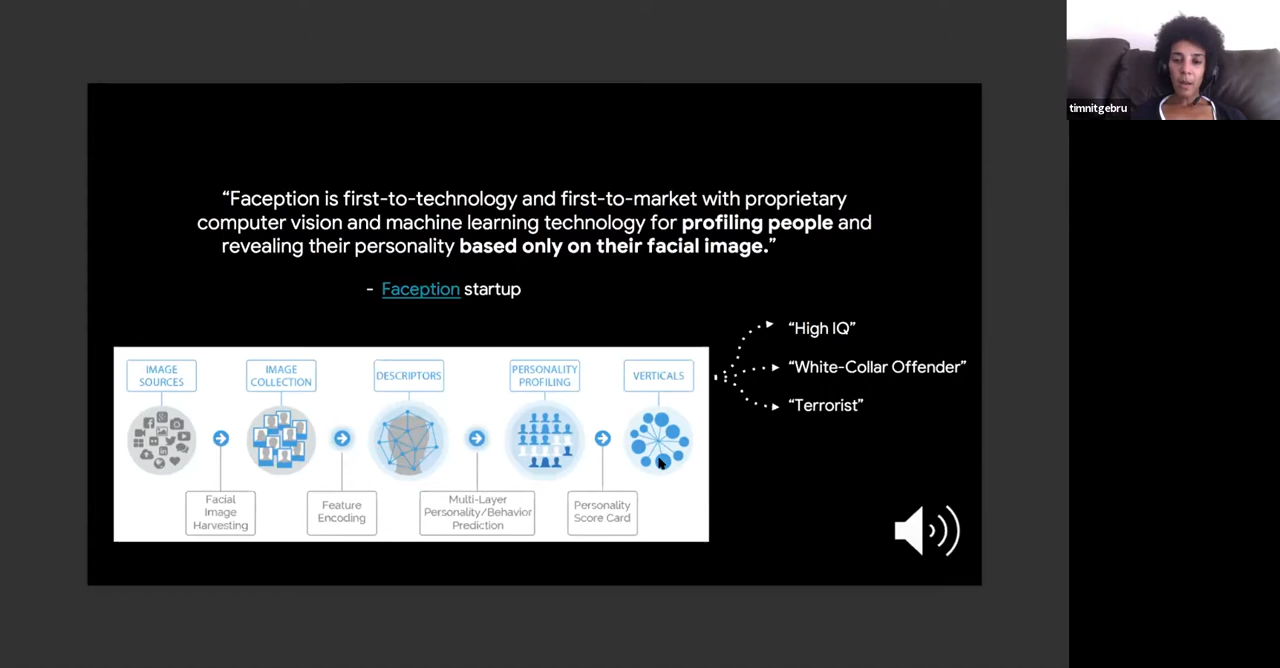 timnitgebru
“Faception is first-to-technology and first-to-market with proprietary
computer vision and machine learning technology for profiling people and
revealing their personality based only on their facial image.”
- Faception startup
“High IQ”
“White-Collar Offender”
“Terrorist”
IMAGE
SOURCES
IMAGE
COLLECTION
DESCRIPTORS
PERSONALITY
PROFILING
VERTICALS
Facial
Image
Harvesting
Feature
Encoding
Multi-Layer
Personality/Behavior
Prediction
Personality
Score Card